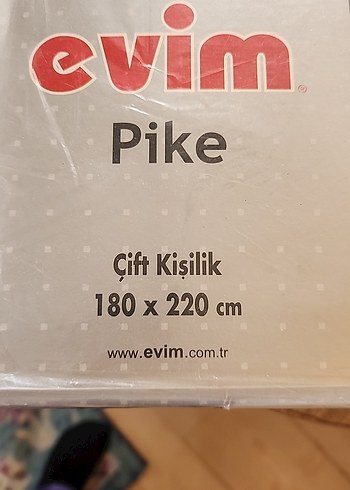 evim®
Pike
Çift Kişilik
180 x 220 cm
www.evim.com.tr